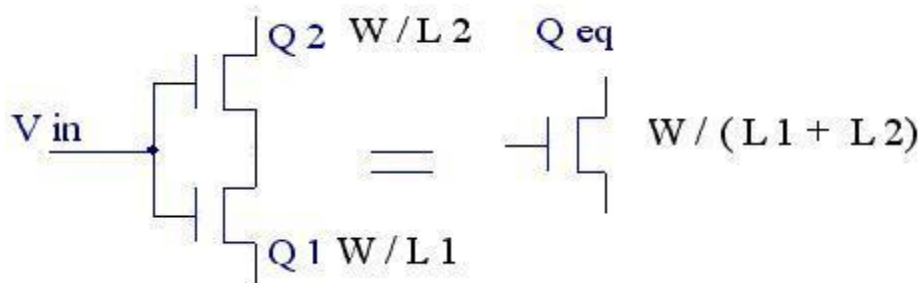 Q 2 W / L 2
Q eq
V in
W / ( L 1 + L 2)
Q 1 W / L 1